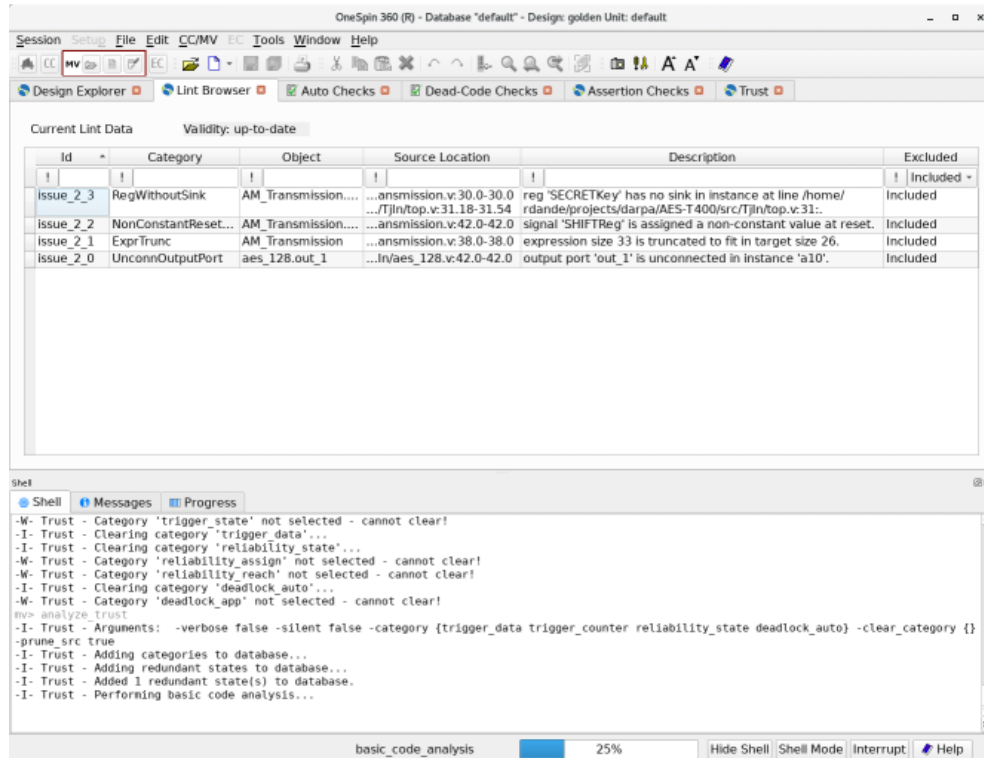 OneSpin 360 (R) - Database "default" - Design: golden Unit: default
Session Setup File Edit CC/MV EC Tools Window Help
CC MV EC
Design Explorer Lint Browser Auto Checks Dead-Code Checks Assertion Checks Trust
Current Lint Data Validity: up-to-date
Id Category Object Source Location Description Excluded
! ! ! ! ! ! Included
issue_2_3 RegWithoutSink AM_Transmission.... ...ansmission.v:30.0-30.0 reg 'SECRETKey' has no sink in instance at line /home/ Included
.../TjIn/top.v:31.18-31.54 rdande/projects/darpa/AES-T400/src/TjIn/top.v:31:.
issue_2_2 NonConstantReset... AM_Transmission.... ...ansmission.v:42.0-42.0 signal 'SHIFTReg' is assigned a non-constant value at reset. Included
issue_2_1 ExprTrunc AM_Transmission ...ansmission.v:38.0-38.0 expression size 33 is truncated to fit in target size 26. Included
issue_2_0 UnconnOutputPort aes_128.out_1 ...In/aes_128.v:42.0-42.0 output port 'out_1' is unconnected in instance 'a10'. Included
Shell
Shell Messages Progress
-W- Trust - Category 'trigger_state' not selected - cannot clear!
-I- Trust - Clearing category 'trigger_data'...
-I- Trust - Clearing category 'reliability_state'...
-W- Trust - Category 'reliability_assign' not selected - cannot clear!
-W- Trust - Category 'reliability_reach' not selected - cannot clear!
-I- Trust - Clearing category 'deadlock_auto'...
-W- Trust - Category 'deadlock_app' not selected - cannot clear!
mv> analyze_trust
-I- Trust - Arguments: -verbose false -silent false -category {trigger_data trigger_counter reliability_state deadlock_auto} -clear_category {}
-prune_src true
-I- Trust - Adding categories to database...
-I- Trust - Adding redundant states to database...
-I- Trust - Added 1 redundant state(s) to database.
-I- Trust - Performing basic code analysis...
basic_code_analysis 25% Hide Shell Shell Mode Interrupt Help